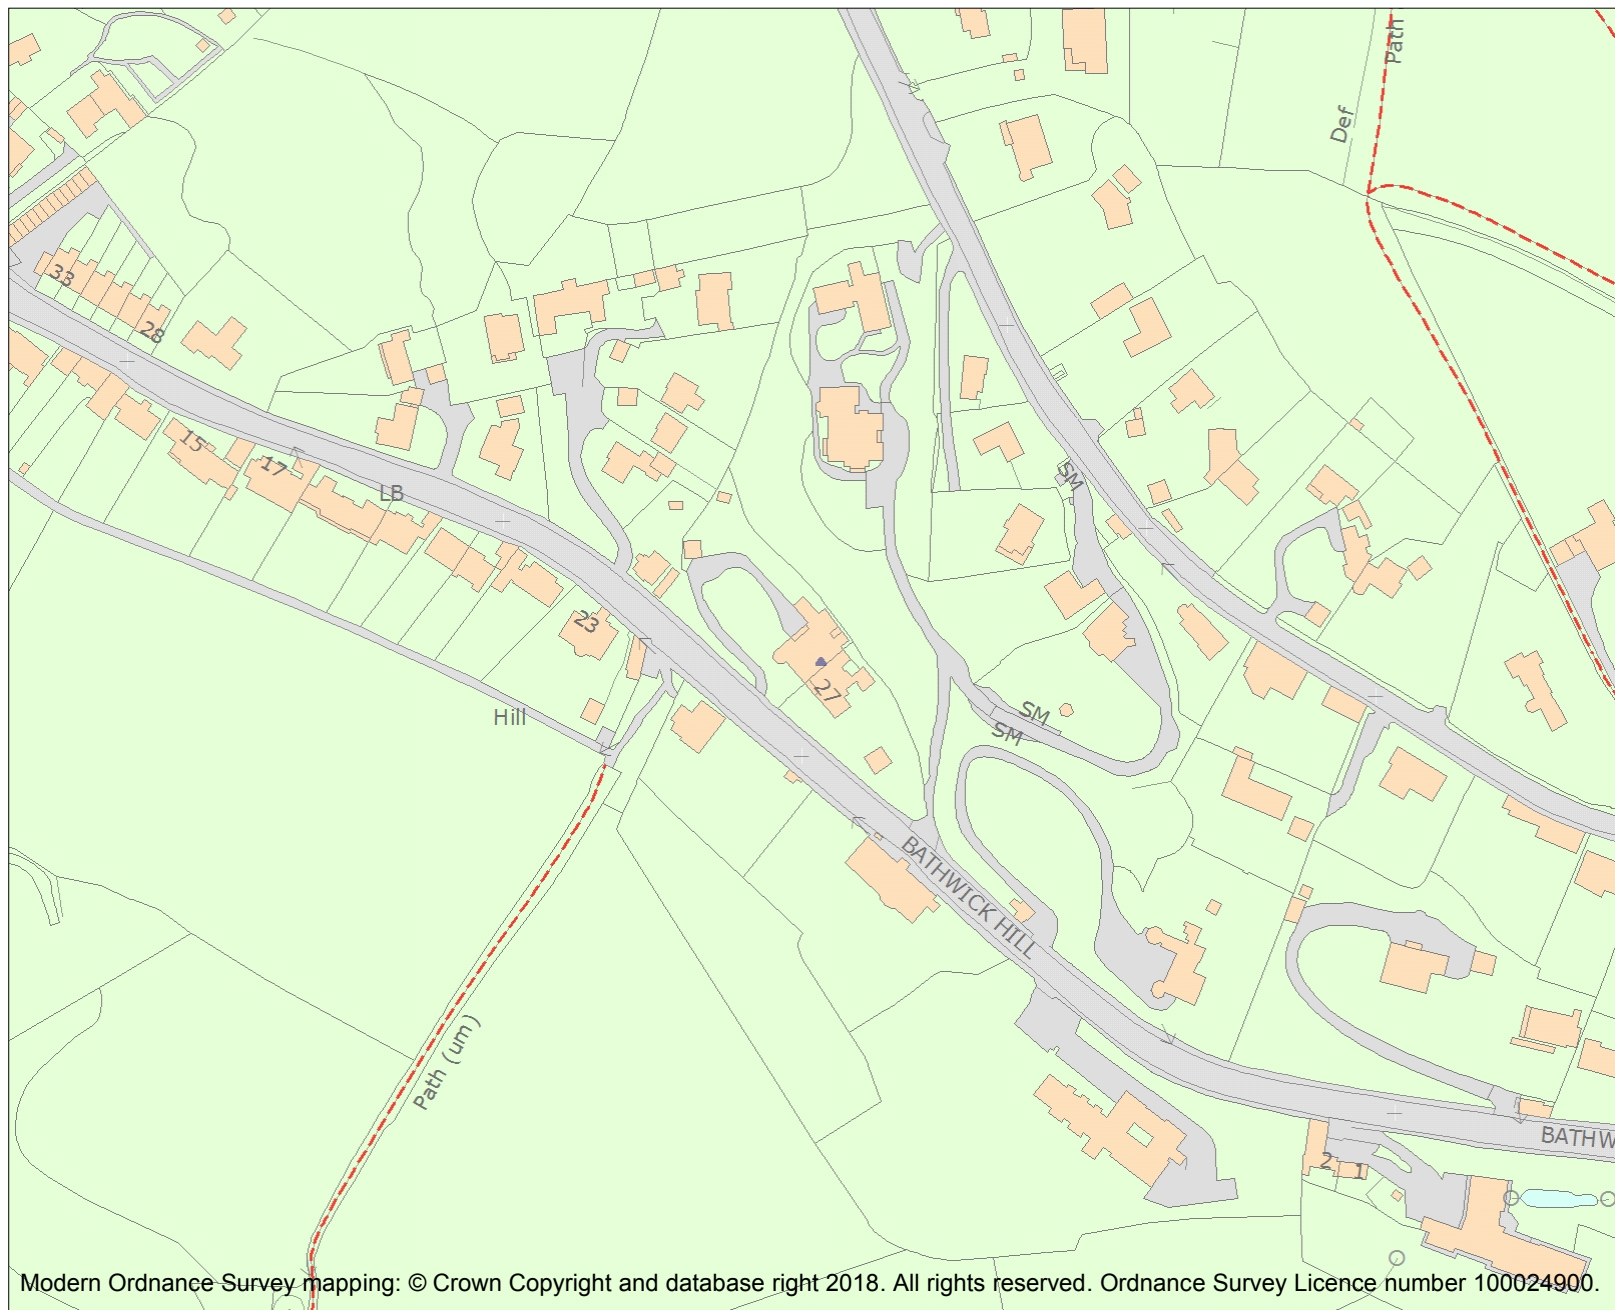 Path
Def
33
28
15
17
LB
SM
23
27
Hill
SM
SM
BATHWICK HILL
Path (um)
BATHW
2
1
Modern Ordnance Survey mapping: © Crown Copyright and database right 2018. All rights reserved. Ordnance Survey Licence number 100024900.